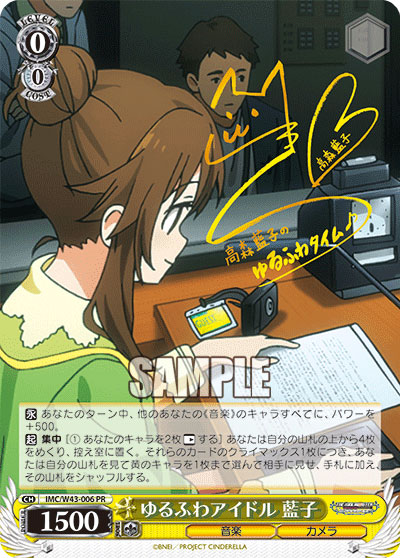 LEVEL
0
0
COST
高森藍子
高森藍子の
ゆるふわタイム♪
SAMPLE
永 あなたのターン中、他のあなたの《音楽》のキャラすべてに、パワーを
+500。
起 集中 [① あなたのキャラを2枚 する] あなたは自分の山札の上から4枚
をめくり、控え室に置く。それらのカードのクライマックス1枚につき、あな
たは自分の山札を見て黄のキャラを1枚まで選んで相手に見せ、手札に加え、
その山札をシャッフルする。
CH IMC/W43-006 PR
ゆるふわアイドル 藍子
1500
音楽
カメラ
©BNEI／PROJECT CINDERELLA